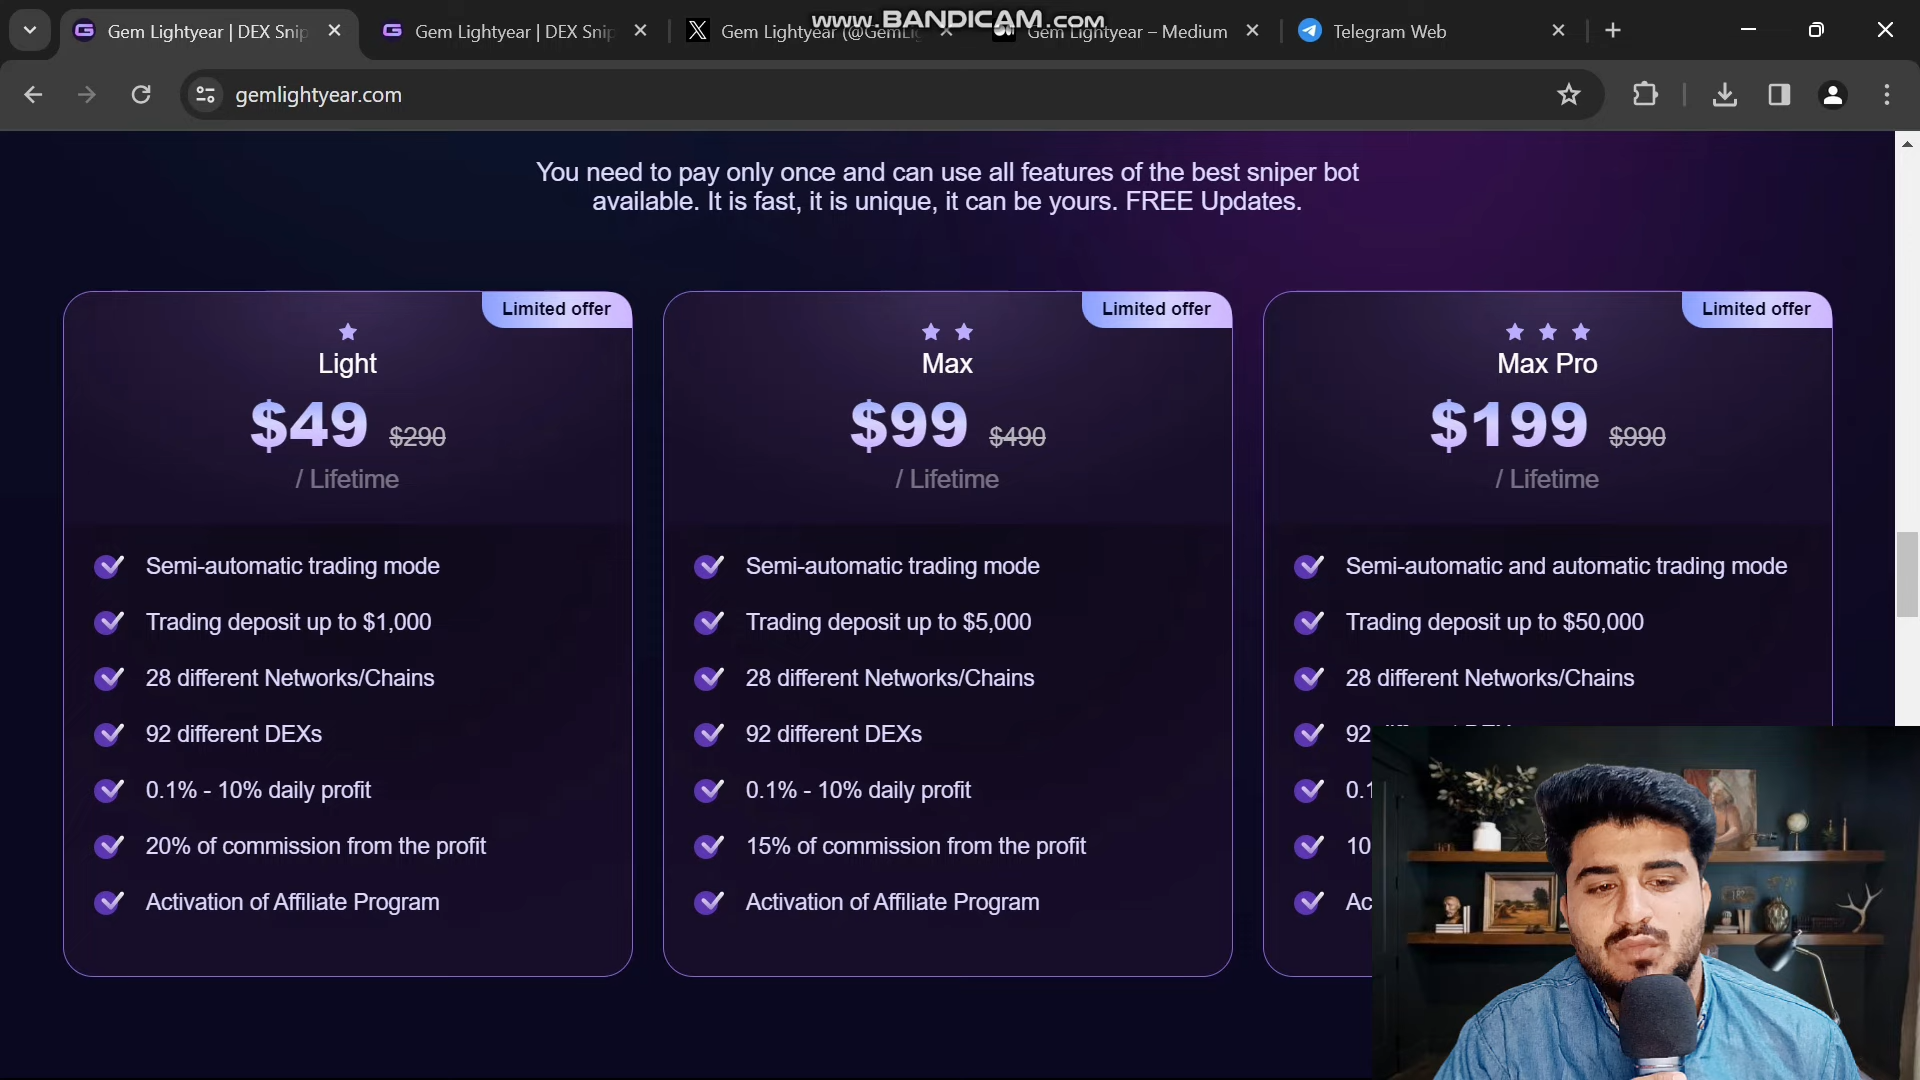 Gem Lightyear | DEX Snip
Gem Lightyear | DEX Snip
Gem Lightyear (@GemLig
Gem Lightyear – Medium
Telegram Web
www.BANDICAM.com
gemlightyear.com
You need to pay only once and can use all features of the best sniper bot
available. It is fast, it is unique, it can be yours. FREE Updates.
Limited offer
Light
$49 $290
/ Lifetime
Semi-automatic trading mode
Trading deposit up to $1,000
28 different Networks/Chains
92 different DEXs
0.1% - 10% daily profit
20% of commission from the profit
Activation of Affiliate Program
Limited offer
Max
$99 $490
/ Lifetime
Semi-automatic trading mode
Trading deposit up to $5,000
28 different Networks/Chains
92 different DEXs
0.1% - 10% daily profit
15% of commission from the profit
Activation of Affiliate Program
Limited offer
Max Pro
$199 $990
/ Lifetime
Semi-automatic and automatic trading mode
Trading deposit up to $50,000
28 different Networks/Chains
92
0.1
10
Ac